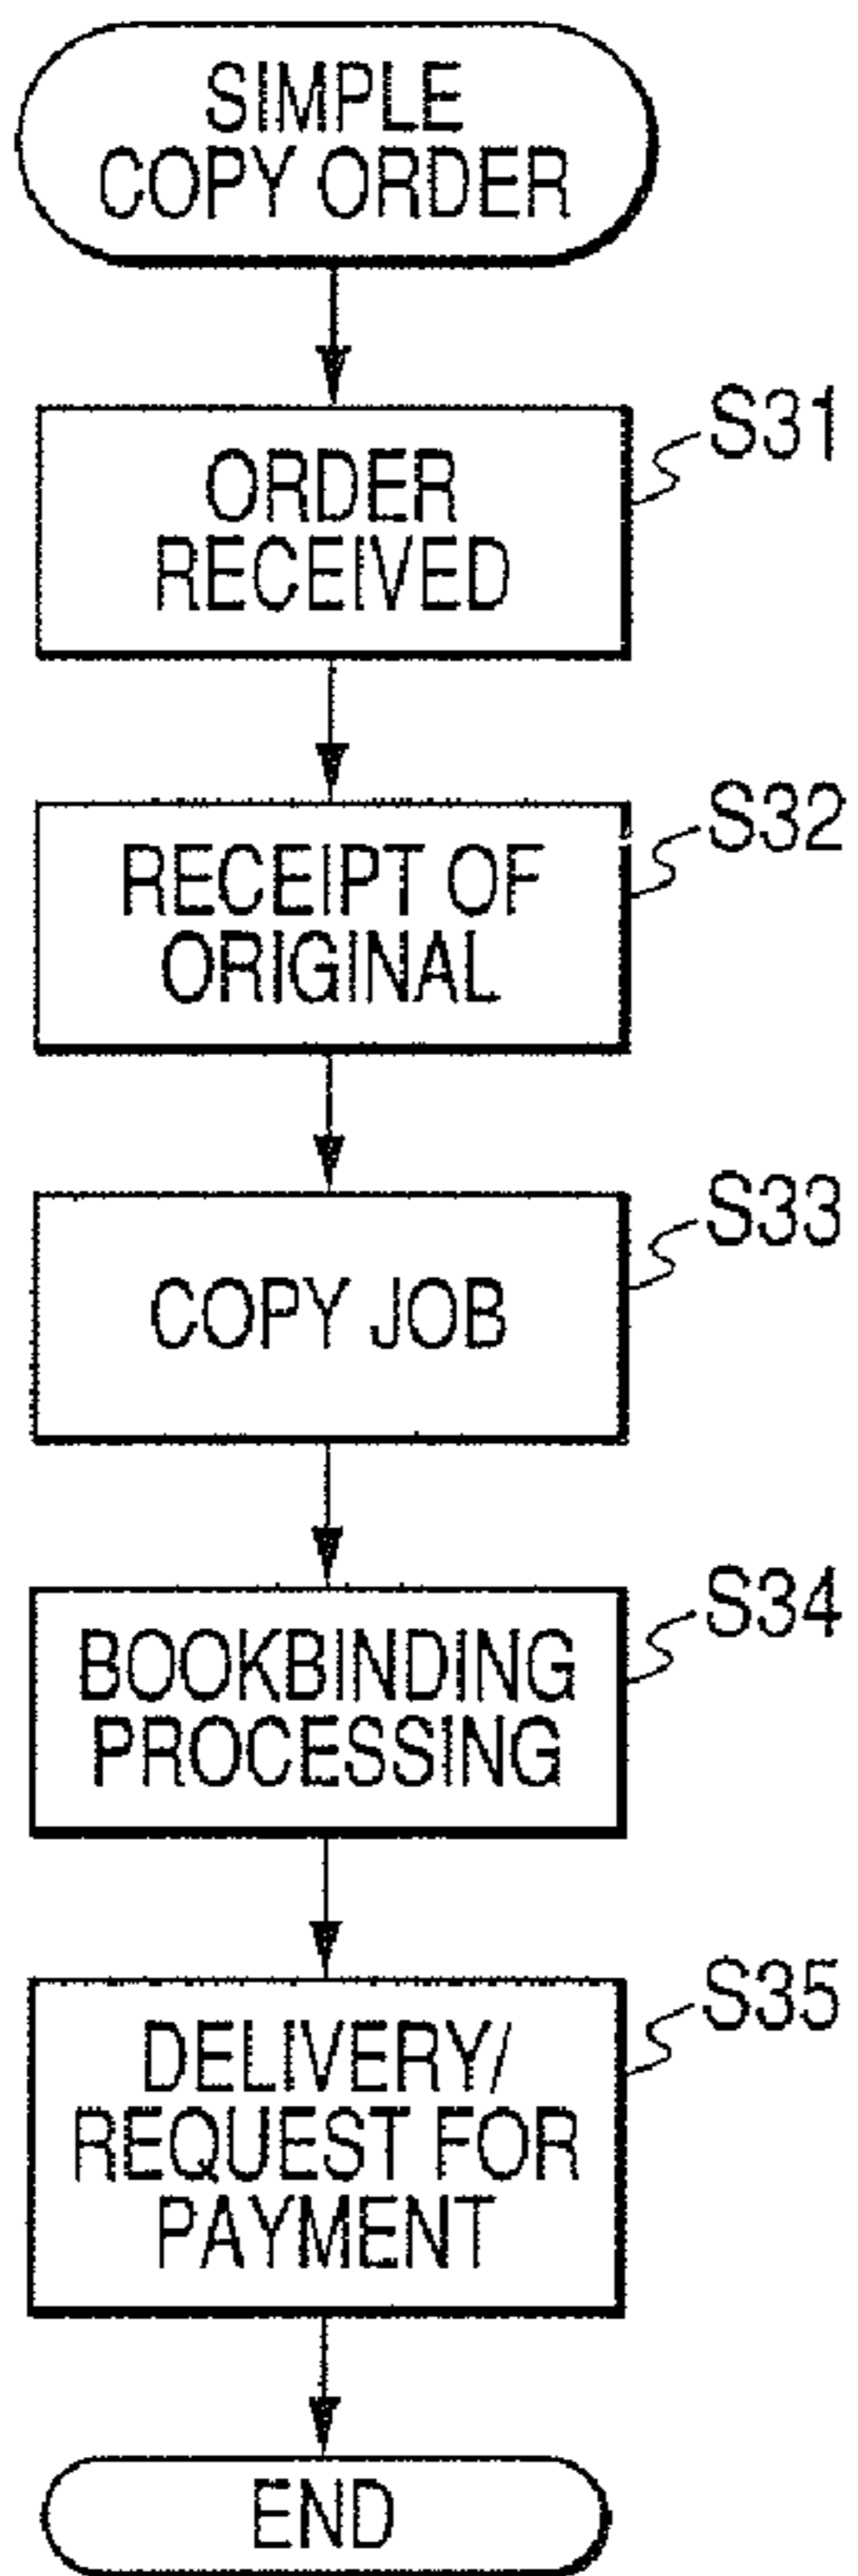 SIMPLE
COPY ORDER
S31
ORDER
RECEIVED
S32
RECEIPT OF
ORIGINAL
S33
COPY JOB
S34
BOOKBINDING
PROCESSING
S35
DELIVERY/
REQUEST FOR
PAYMENT
END